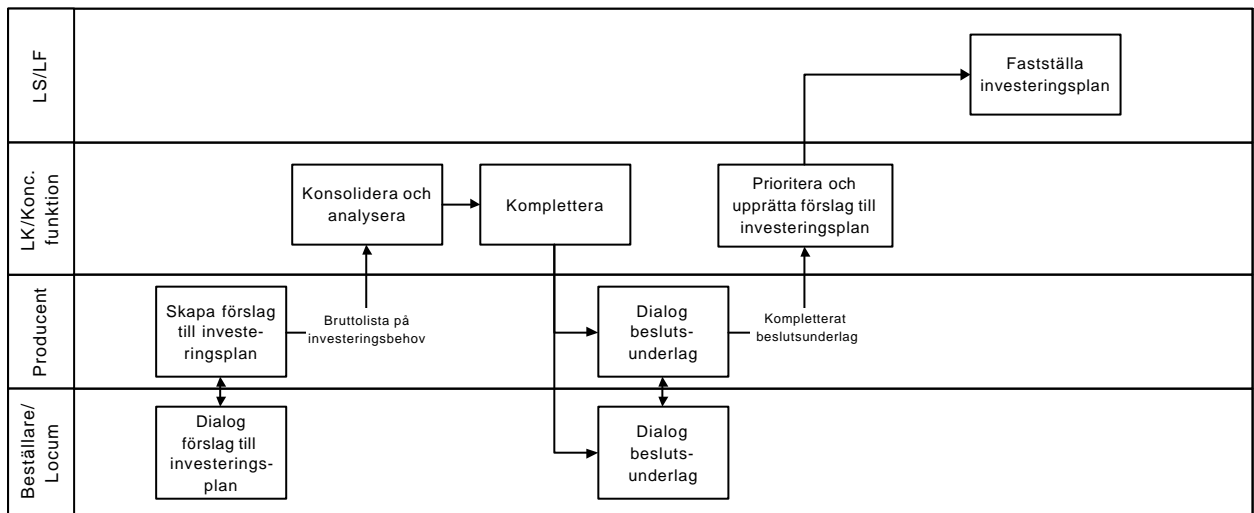 LS/LF
Fastställa
investeringsplan
LK/Konc.
funktion
Konsolidera och
analysera
Komplettera
Prioritera och
upprätta förslag till
investeringsplan
Producent
Skapa förslag
till investe-
ringsplan
Bruttolista på
investeringsbehov
Dialog
besluts-
underlag
Kompletterat
beslutsunderlag
Beställare/
Locum
Dialog
förslag till
investerings-
plan
Dialog
besluts-
underlag